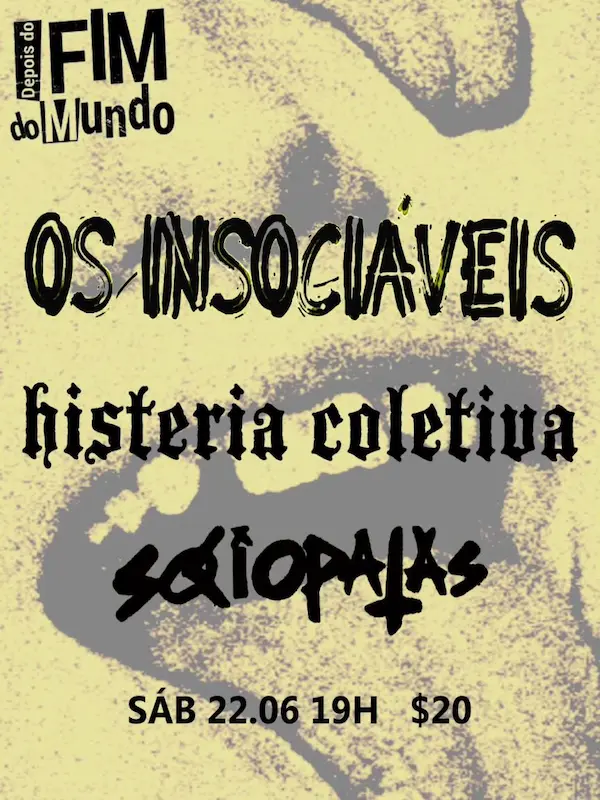 Depois do
FIM
do Mundo
OS INSOCIÁVEIS
histeria coletiva
SOCIOPATAS
SÁB 22.06 19H $20